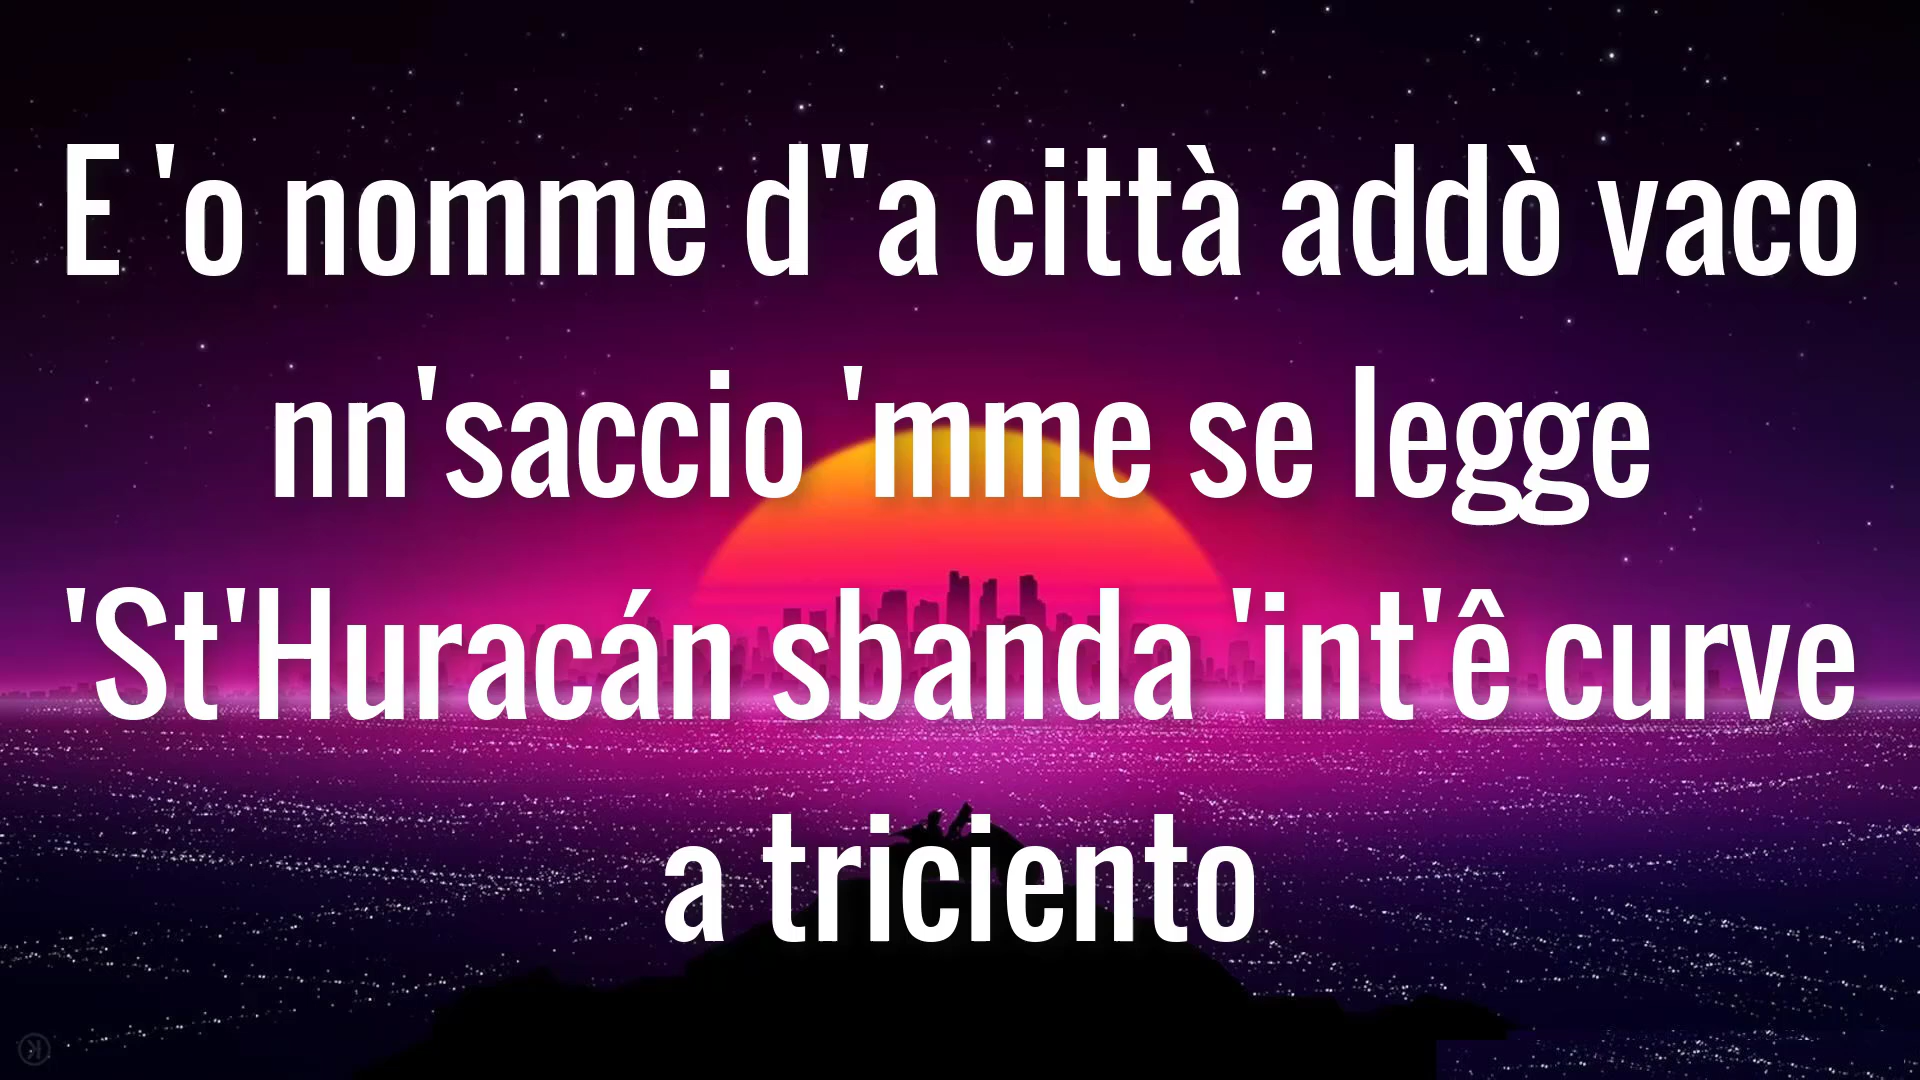 E 'o nomme d''a città addò vaco
nn'saccio 'mme se legge
'St'Huracán sbanda 'int'ê curve
a triciento